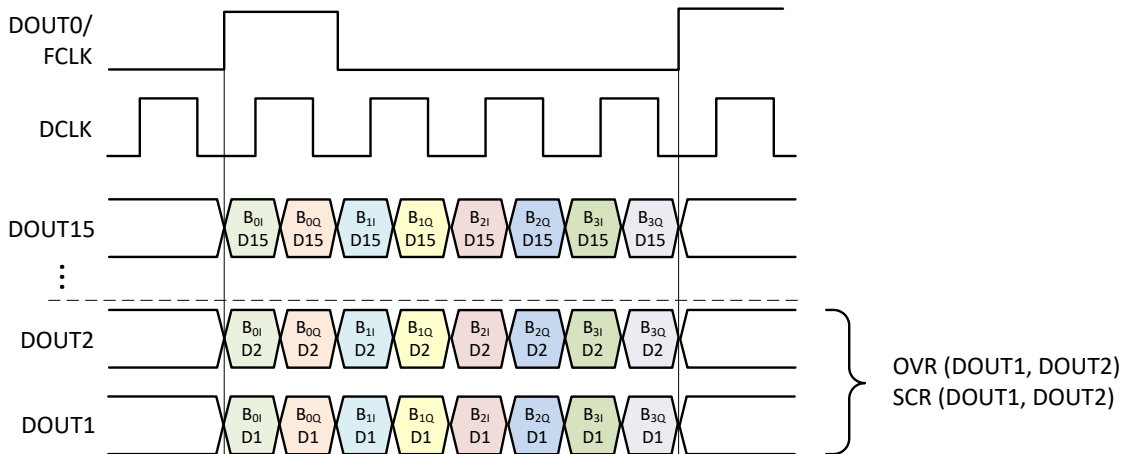 DOUT0/
FCLK
DCLK
DOUT15
B0I B0Q B1I B1Q B2I B2Q B3I B3Q
D15 D15 D15 D15 D15 D15 D15 D15
⋮
DOUT2
B0I B0Q B1I B1Q B2I B2Q B3I B3Q
D2 D2 D2 D2 D2 D2 D2 D2
OVR (DOUT1, DOUT2)
SCR (DOUT1, DOUT2)
DOUT1
B0I B0Q B1I B1Q B2I B2Q B3I B3Q
D1 D1 D1 D1 D1 D1 D1 D1